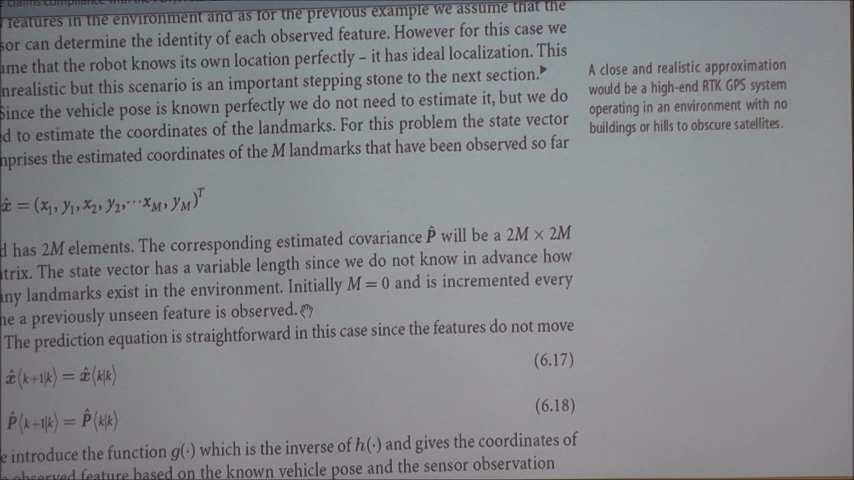 features in the environment and as for the previous example we assume that the
sor can determine the identity of each observed feature. However for this case we
ume that the robot knows its own location perfectly – it has ideal localization. This
nrealistic but this scenario is an important stepping stone to the next section.▶
Since the vehicle pose is known perfectly we do not need to estimate it, but we do
d to estimate the coordinates of the landmarks. For this problem the state vector
mprises the estimated coordinates of the M landmarks that have been observed so far
A close and realistic approximation
would be a high-end RTK GPS system
operating in an environment with no
buildings or hills to obscure satellites.
x̂ = (x₁, y₁, x₂, y₂, ⋯ x_M, y_M)ᵀ
d has 2M elements. The corresponding estimated covariance P̂ will be a 2M × 2M
trix. The state vector has a variable length since we do not know in advance how
ny landmarks exist in the environment. Initially M = 0 and is incremented every
me a previously unseen feature is observed.
The prediction equation is straightforward in this case since the features do not move
x̂⟨k+1|k⟩ = x̂⟨k|k⟩ (6.17)
P̂⟨k+1|k⟩ = P̂⟨k|k⟩ (6.18)
e introduce the function g(·) which is the inverse of h(·) and gives the coordinates of
observed feature based on the known vehicle pose and the sensor observation